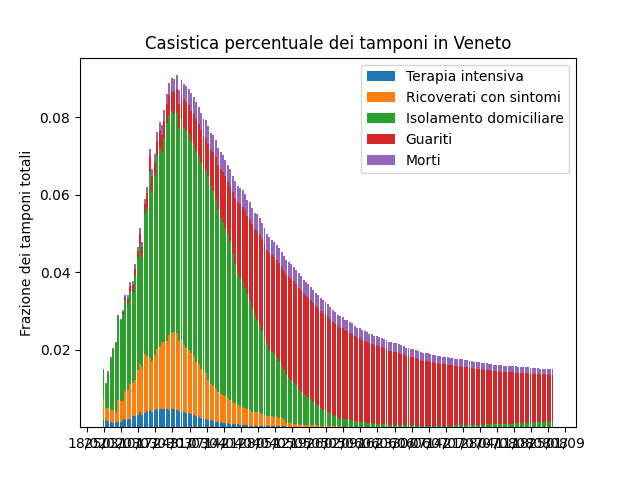 Casistica percentuale dei tamponi in Veneto
Frazione dei tamponi totali
0.08
0.06
0.04
0.02
Terapia intensiva
Ricoverati con sintomi
Isolamento domiciliare
Guariti
Morti